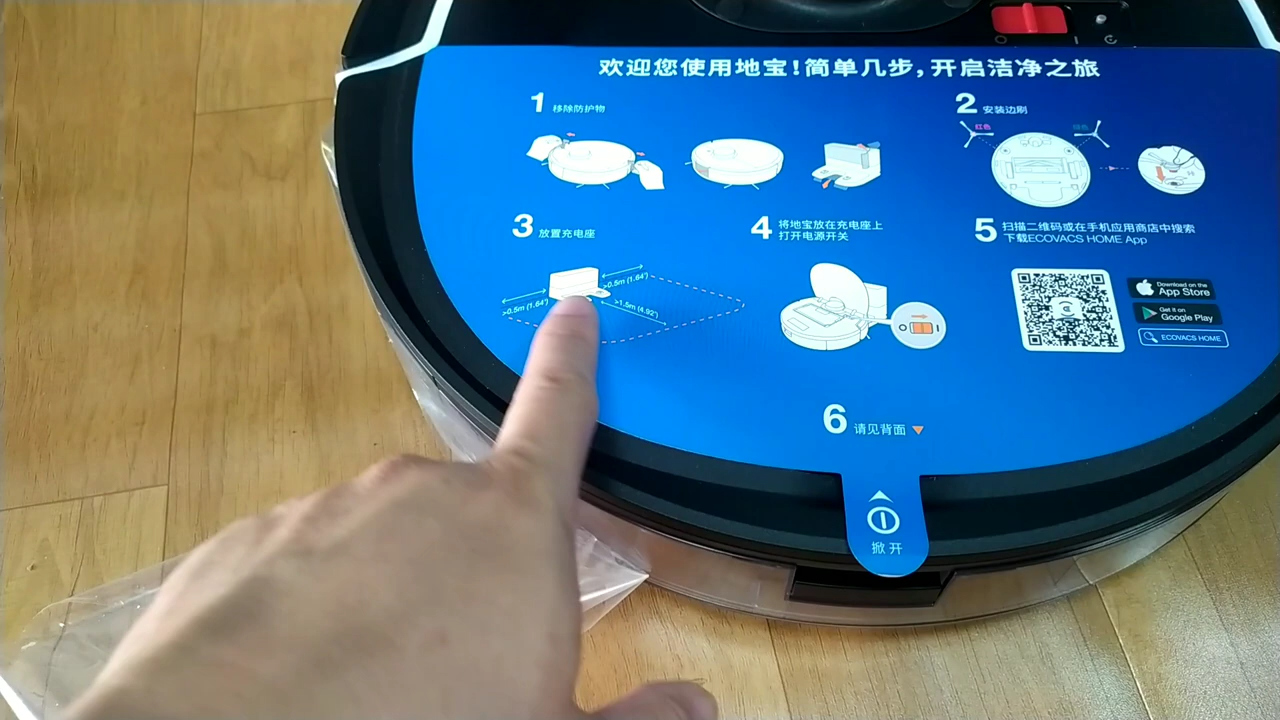 欢迎您使用地宝!简单几步,开启洁净之旅
1 移除防护物
2 安装边刷
红色
3 放置充电座
4 将地宝放在充电座上
打开电源开关
5 扫描二维码或在手机应用商店中搜索
下载ECOVACS HOME App
>0.5m (1.64')
>0.5m (1.64')
>1.5m (4.92')
O I
Download on the
App Store
Get it on
Google Play
ECOVACS HOME
6 请见背面
掀开